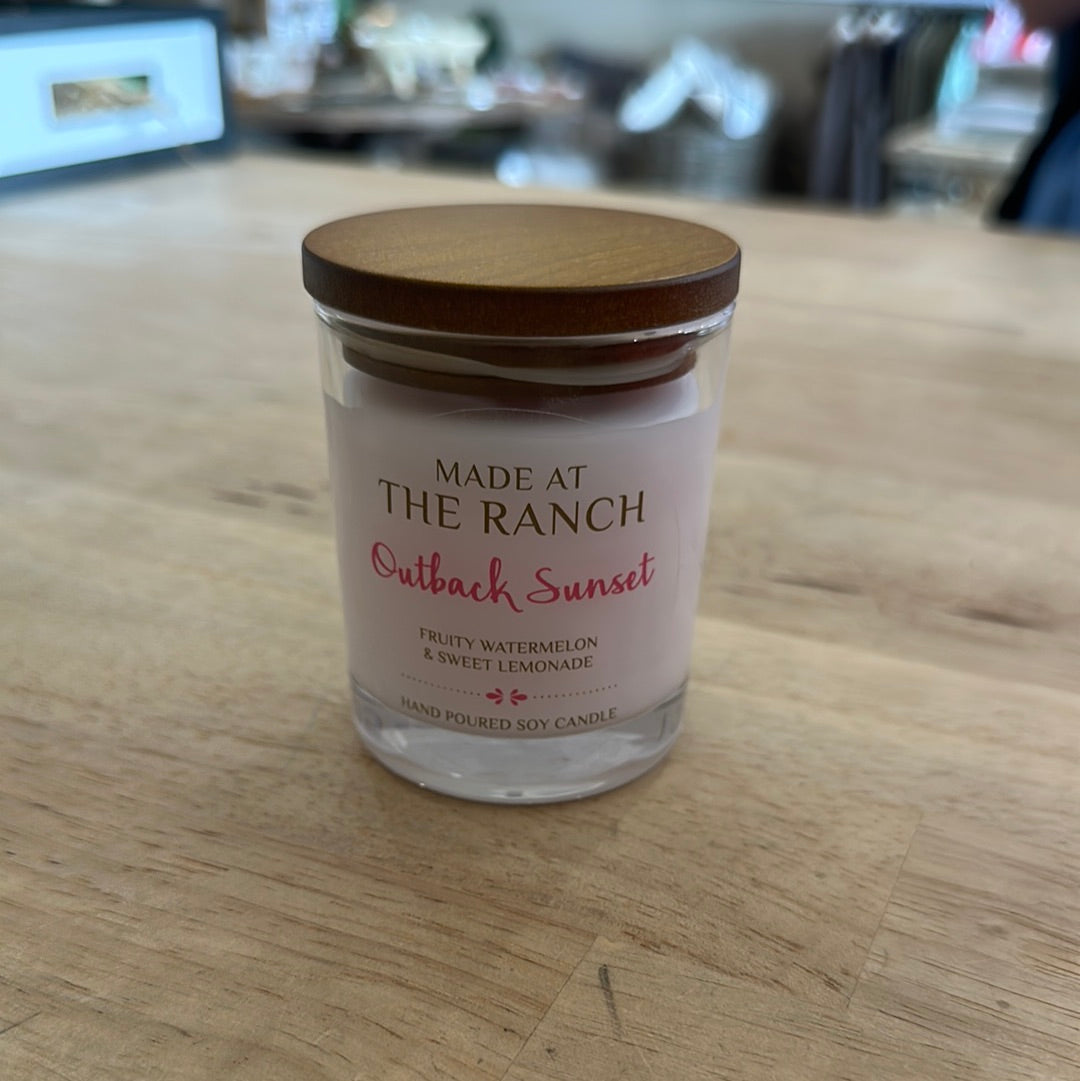 MADE AT
THE RANCH
Outback Sunset
FRUITY WATERMELON
& SWEET LEMONADE
HAND POURED SOY CANDLE